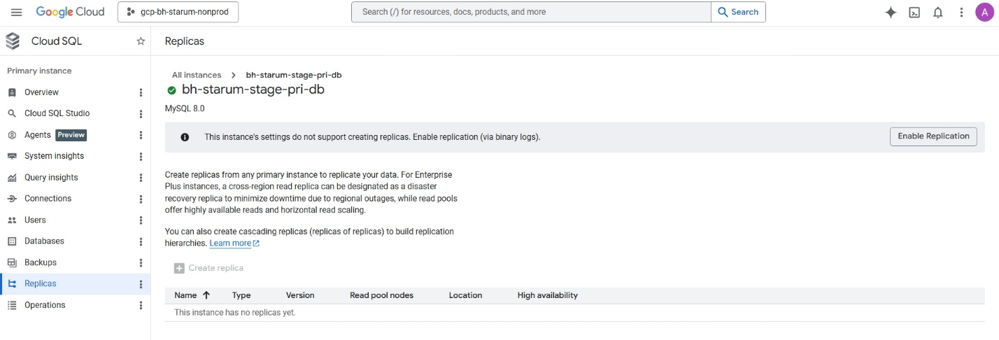 Google Cloud
gcp-bh-starum-nonprod
Search (/) for resources, docs, products, and more
Search
A
Cloud SQL
Replicas
Primary instance
Overview
Cloud SQL Studio
Agents Preview
System insights
Query insights
Connections
Users
Databases
Backups
Replicas
Operations
All instances > bh-starum-stage-pri-db
bh-starum-stage-pri-db
MySQL 8.0
This instance's settings do not support creating replicas. Enable replication (via binary logs).
Enable Replication
Create replicas from any primary instance to replicate your data. For Enterprise
Plus instances, a cross-region read replica can be designated as a disaster
recovery replica to minimize downtime due to regional outages, while read pools
offer highly available reads and horizontal read scaling.
You can also create cascading replicas (replicas of replicas) to build replication
hierarchies. Learn more
Create replica
Name Type Version Read pool nodes Location High availability
This instance has no replicas yet.